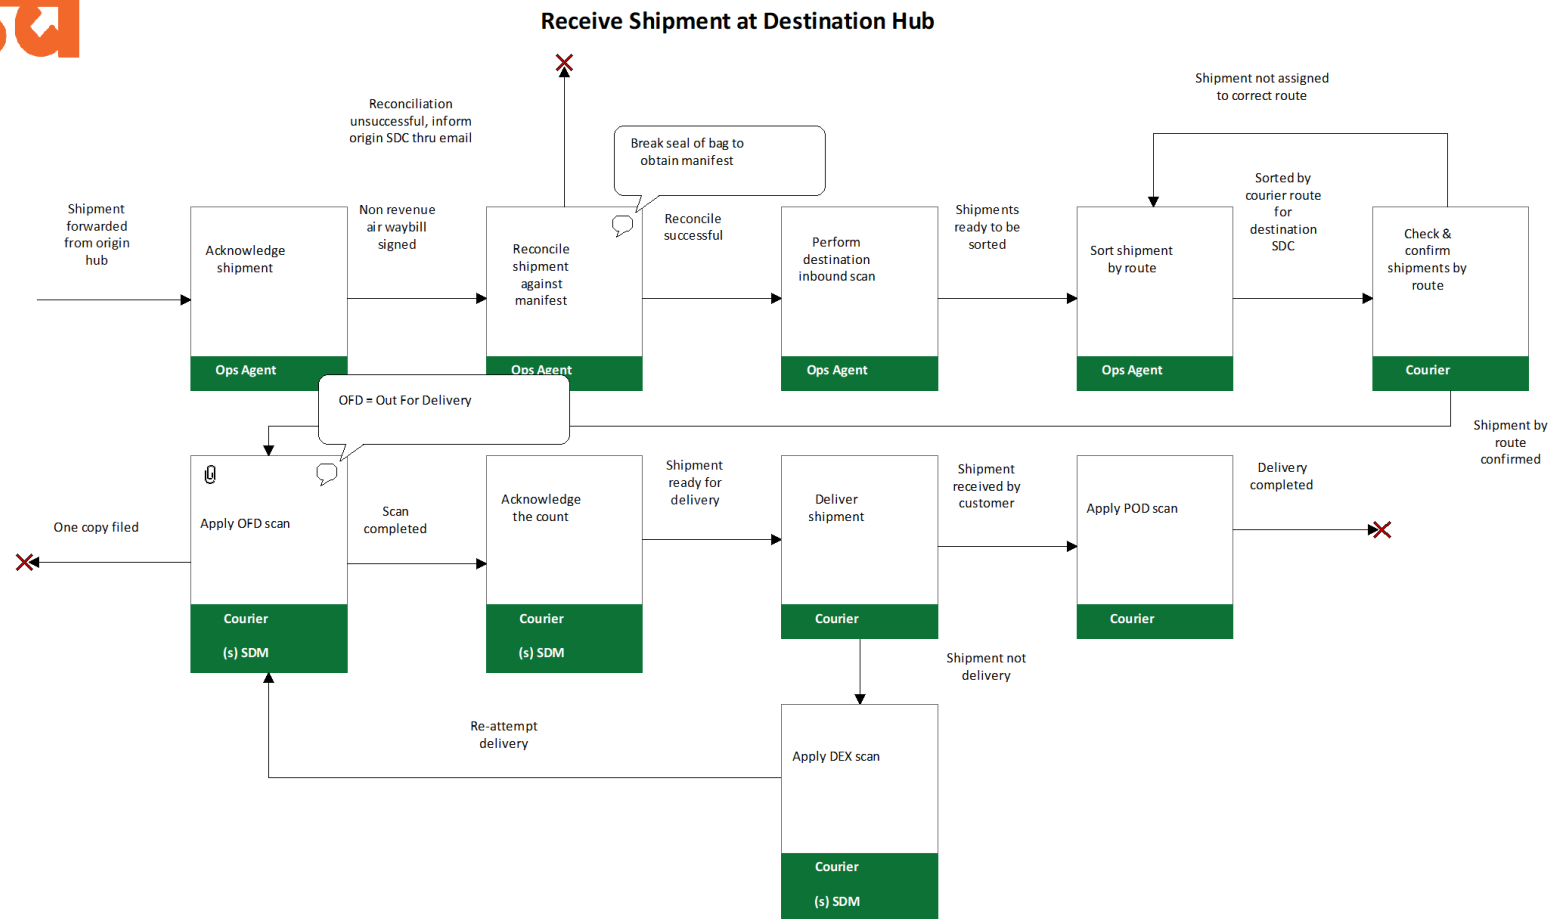 Receive Shipment at Destination Hub
Reconciliation
unsuccessful, inform
origin SDC thru email
Break seal of bag to
obtain manifest
Shipment not assigned
to correct route
Shipment
forwarded
from origin
hub
Acknowledge
shipment
Ops Agent
Non revenue
air waybill
signed
Reconcile
shipment
against
manifest
Ops Agent
Reconcile
successful
Perform
destination
inbound scan
Ops Agent
Shipments
ready to be
sorted
Sort shipment
by route
Ops Agent
Sorted by
courier route
for
destination
SDC
Check &
confirm
shipments by
route
Courier
Shipment by
route
confirmed
OFD = Out For Delivery
One copy filed
Apply OFD scan
Courier
(s) SDM
Scan
completed
Acknowledge
the count
Courier
(s) SDM
Shipment
ready for
delivery
Deliver
shipment
Courier
Shipment
received by
customer
Apply POD scan
Courier
Delivery
completed
Shipment not
delivery
Re-attempt
delivery
Apply DEX scan
Courier
(s) SDM